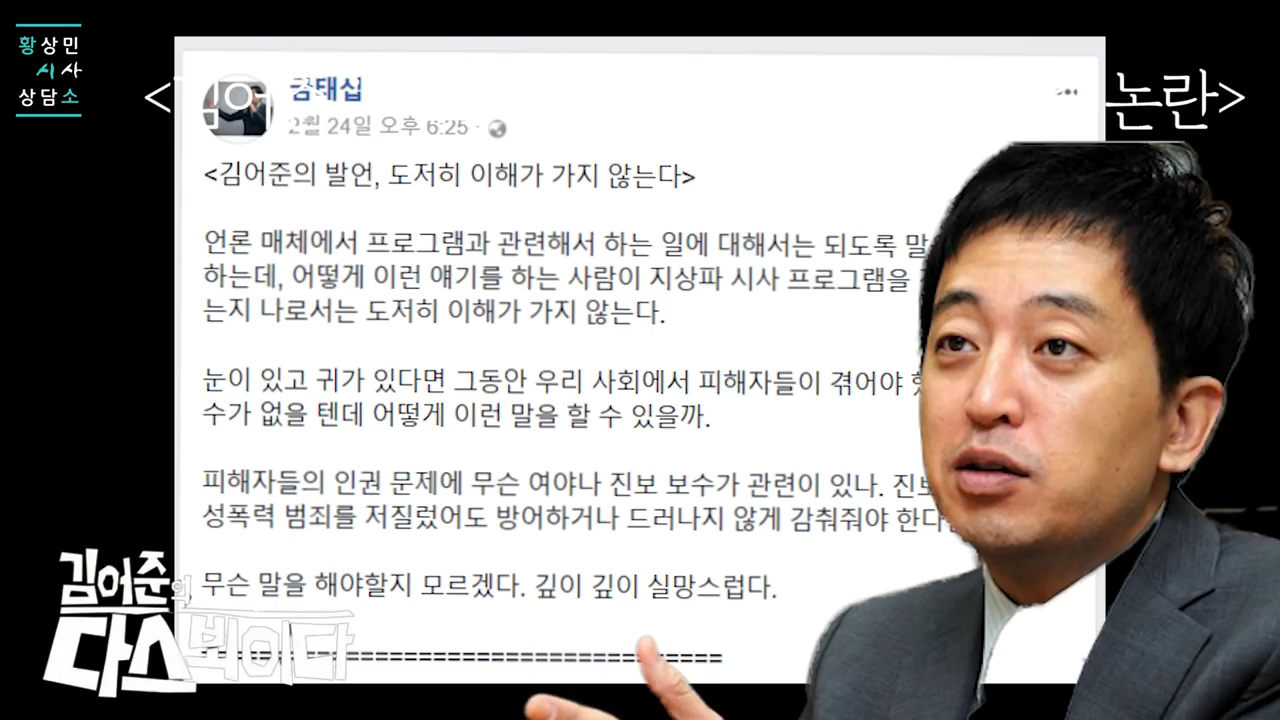 황상민
시사
상담소
< 논란>
금태섭
2월 24일 오후 6:25 ·
<김어준의 발언, 도저히 이해가 가지 않는다>
언론 매체에서 프로그램과 관련해서 하는 일에 대해서는 되도록 말
하는데, 어떻게 이런 얘기를 하는 사람이 지상파 시사 프로그램을
는지 나로서는 도저히 이해가 가지 않는다.
눈이 있고 귀가 있다면 그동안 우리 사회에서 피해자들이 겪어야
수가 없을 텐데 어떻게 이런 말을 할 수 있을까.
피해자들의 인권 문제에 무슨 여야나 진보 보수가 관련이 있나.
성폭력 범죄를 저질렀어도 방어하거나 드러나지 않게 감춰줘야
무슨 말을 해야할지 모르겠다. 깊이 깊이 실망스럽다.
김어준의
다스뵈이다